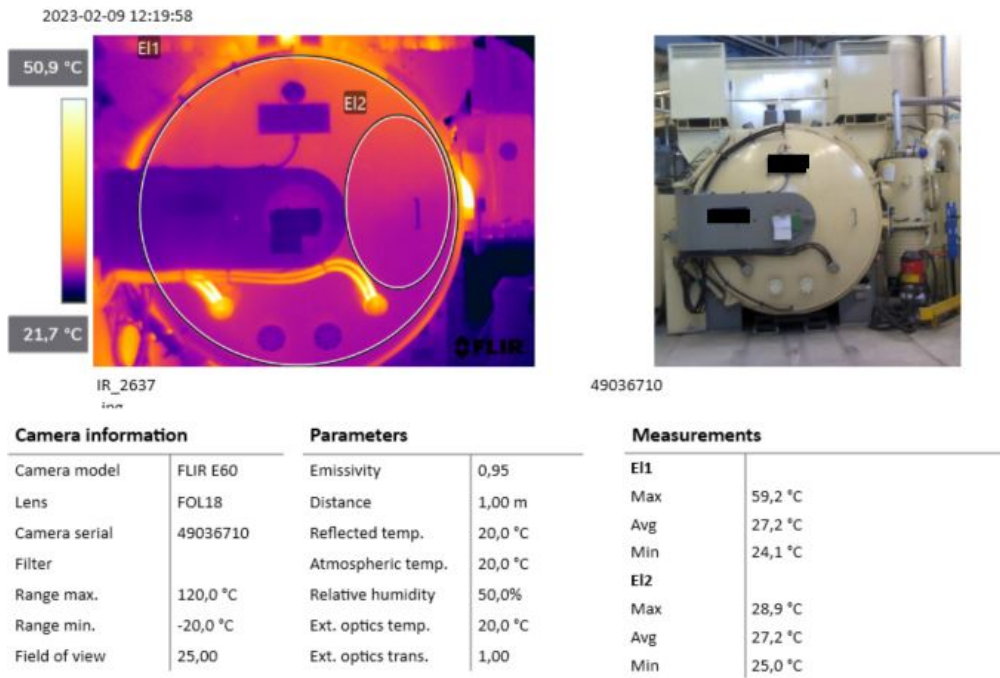 2023-02-09 12:19:58
El1
50,9 °C
El2
21,7 °C
FLIR
IR_2637
49036710
Camera information
Camera model FLIR E60
Lens FOL18
Camera serial 49036710
Filter
Range max. 120,0 °C
Range min. -20,0 °C
Field of view 25,00
Parameters
Emissivity 0,95
Distance 1,00 m
Reflected temp. 20,0 °C
Atmospheric temp. 20,0 °C
Relative humidity 50,0%
Ext. optics temp. 20,0 °C
Ext. optics trans. 1,00
Measurements
El1
Max 59,2 °C
Avg 27,2 °C
Min 24,1 °C
El2
Max 28,9 °C
Avg 27,2 °C
Min 25,0 °C